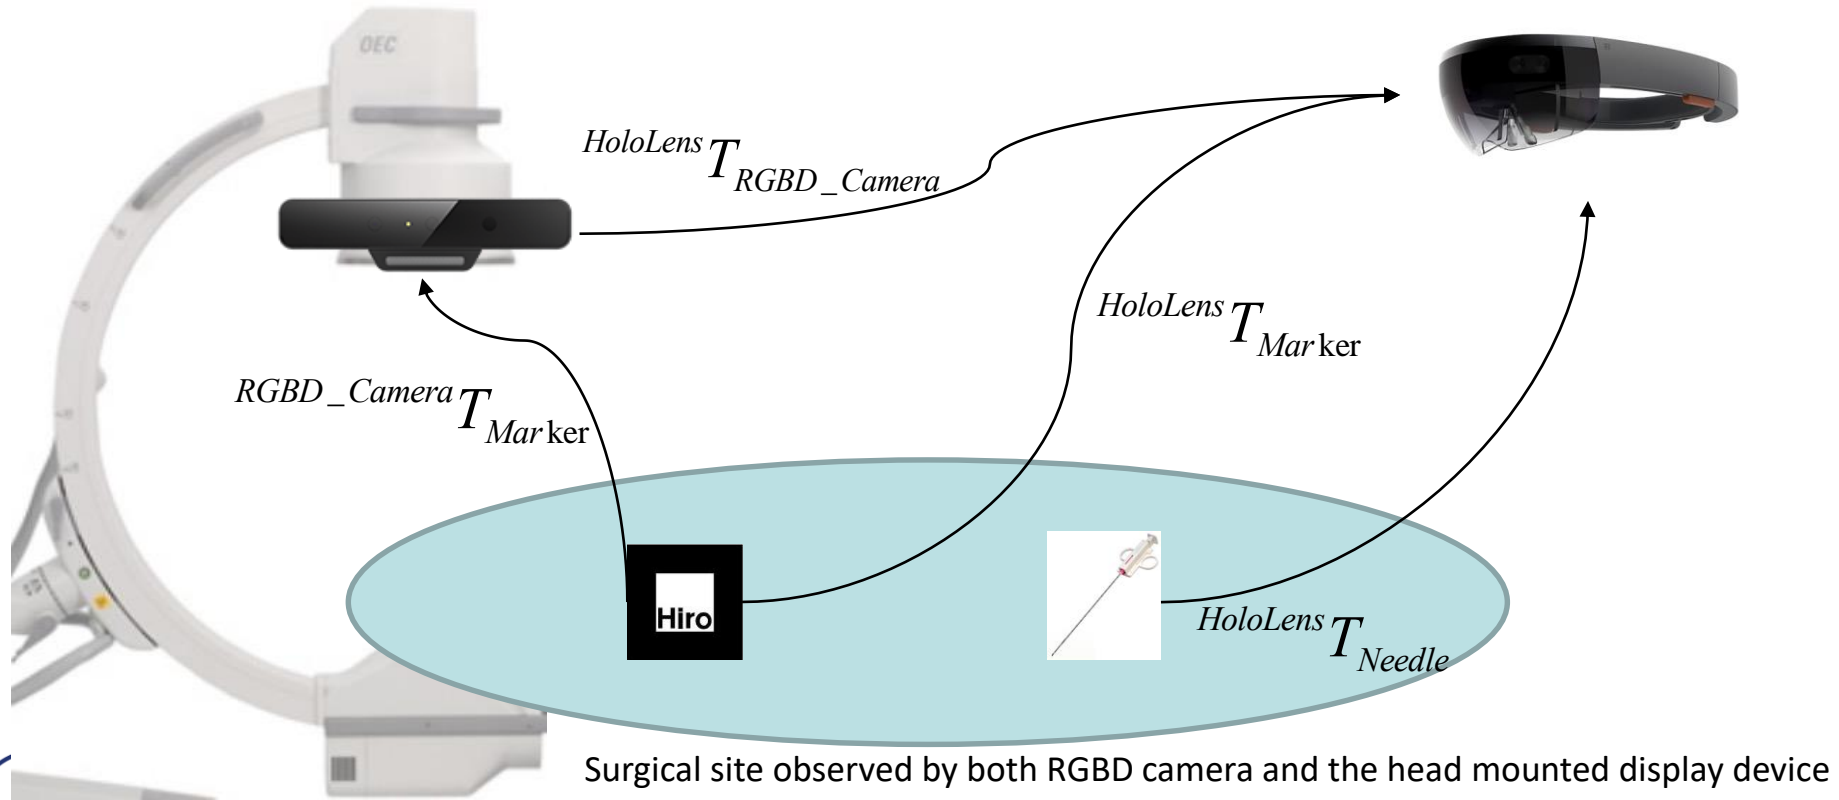 OEC
HoloLens T RGBD_Camera
HoloLens T Marker
RGBD_Camera T Marker
Hiro
HoloLens T Needle
Surgical site observed by both RGBD camera and the head mounted display device